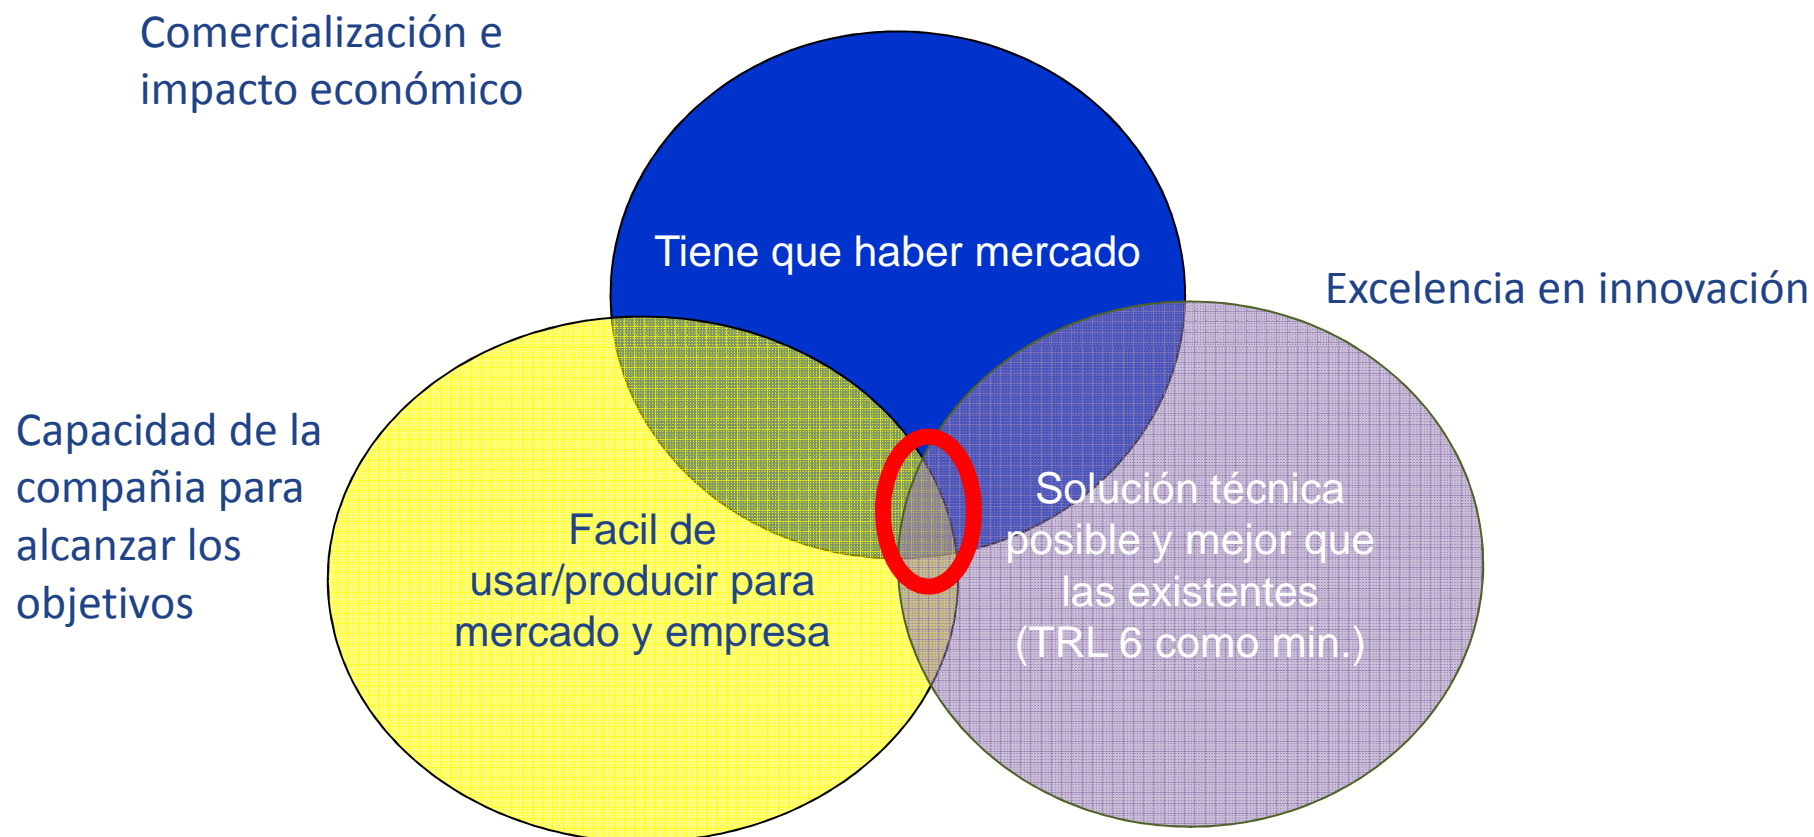 Comercialización e
impacto económico
Tiene que haber mercado
Excelencia en innovación
Capacidad de la
compañia para
alcanzar los
objetivos
Facil de
usar/producir para
mercado y empresa
Solución técnica
posible y mejor que
las existentes
(TRL 6 como min.)